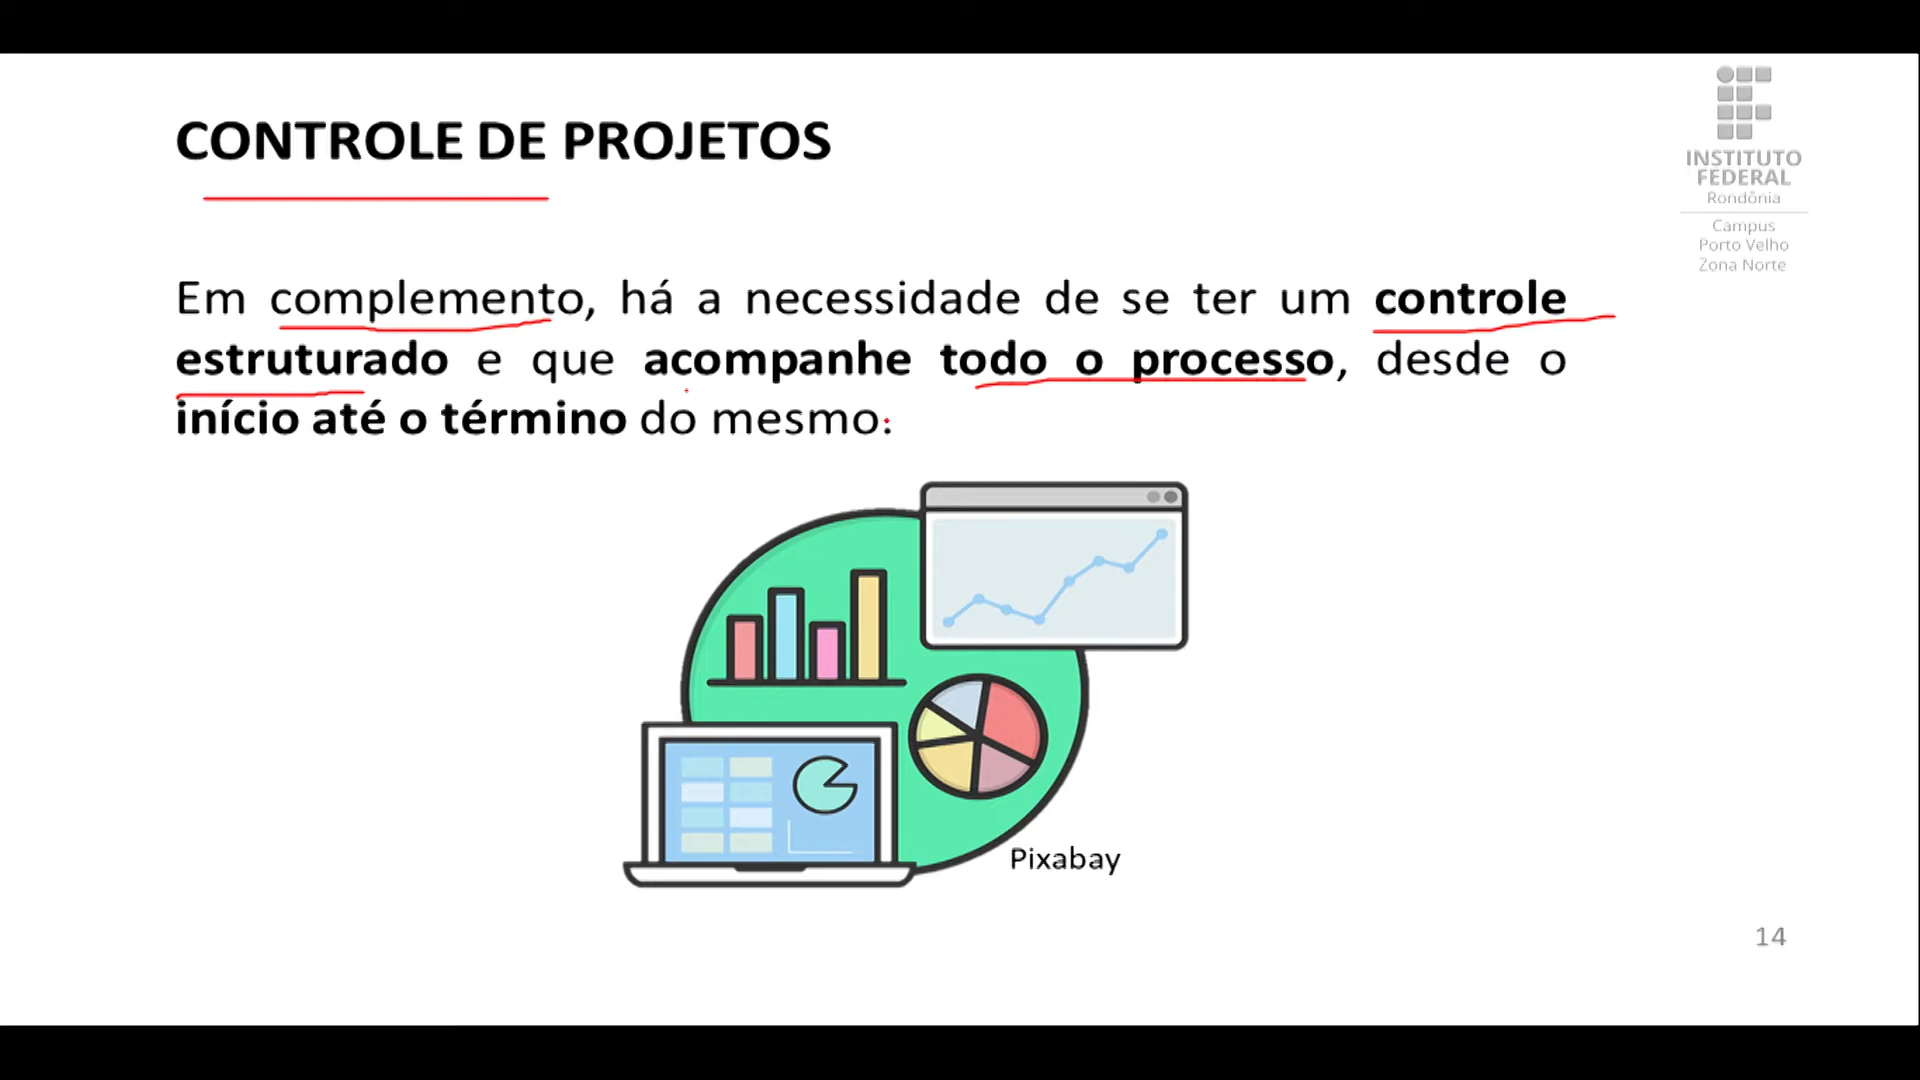 CONTROLE DE PROJETOS
INSTITUTO
FEDERAL
Rondônia
Campus
Porto Velho
Zona Norte
Em complemento, há a necessidade de se ter um controle
estruturado e que acompanhe todo o processo, desde o
início até o término do mesmo.
Pixabay
14